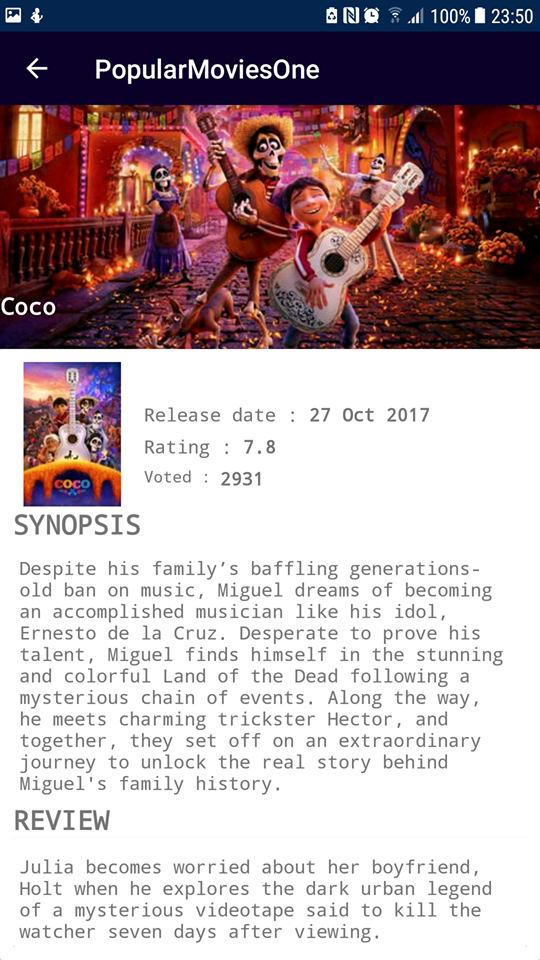 100% 23:50
PopularMoviesOne
Coco
Release date : 27 Oct 2017
Rating : 7.8
Voted : 2931
COCO
SYNOPSIS
Despite his family’s baffling generations-
old ban on music, Miguel dreams of becoming
an accomplished musician like his idol,
Ernesto de la Cruz. Desperate to prove his
talent, Miguel finds himself in the stunning
and colorful Land of the Dead following a
mysterious chain of events. Along the way,
he meets charming trickster Hector, and
together, they set off on an extraordinary
journey to unlock the real story behind
Miguel's family history.
REVIEW
Julia becomes worried about her boyfriend,
Holt when he explores the dark urban legend
of a mysterious videotape said to kill the
watcher seven days after viewing.